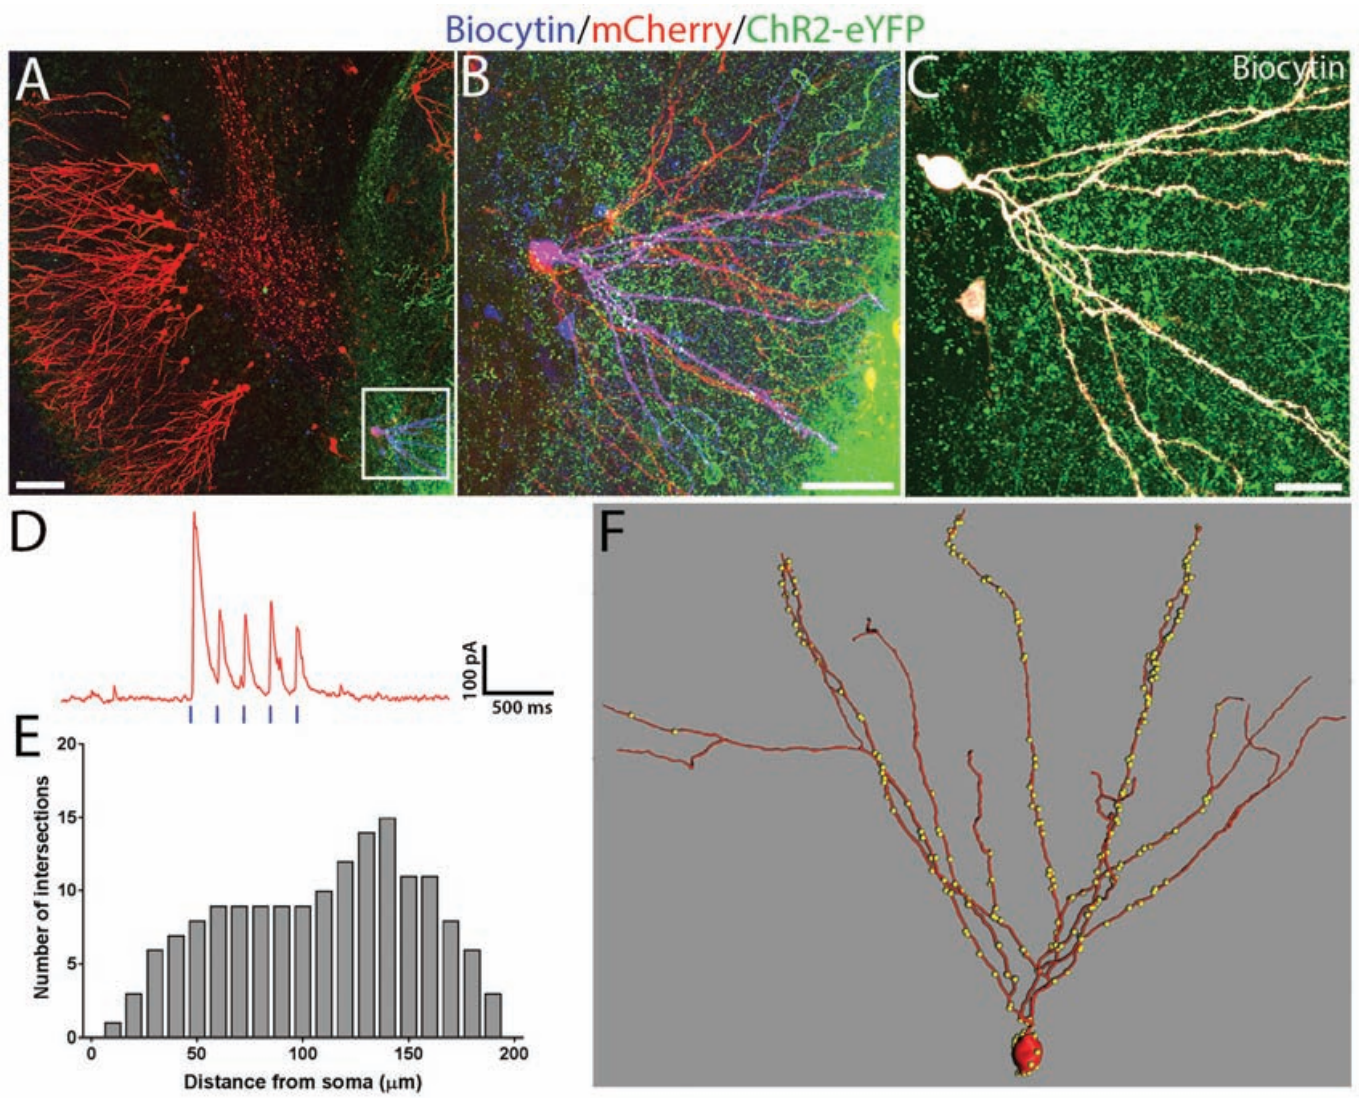 Biocytin/mCherry/ChR2-eYFP
A
B
C
Biocytin
D
100 pA
500 ms
E
20
15
10
5
0
Number of intersections
0 50 100 150 200
Distance from soma (μm)
F